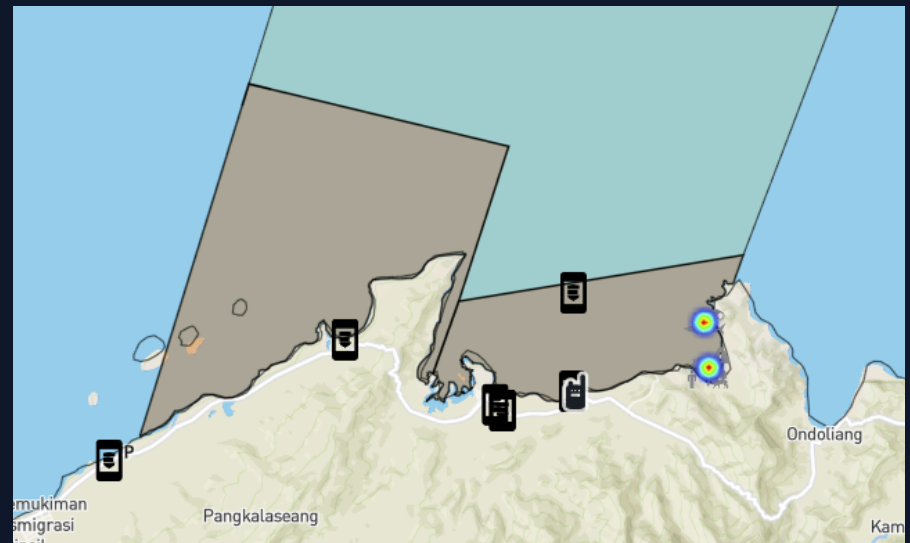 P
Ondoliang
emukiman
smigrasi
Pangkalaseang
Kam